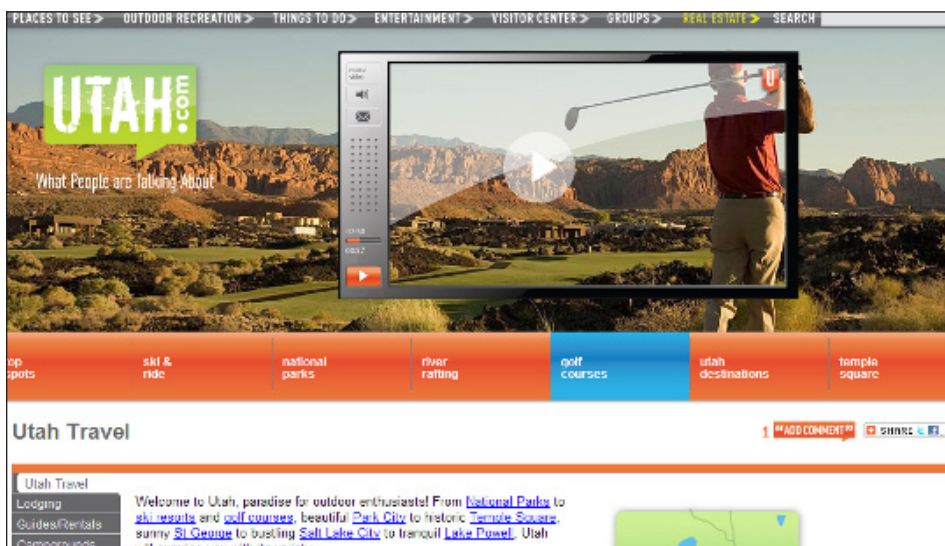 PLACES TO SEE > OUTDOOR RECREATION > THINGS TO DO > ENTERTAINMENT > VISITOR CENTER > GROUPS > REAL ESTATE > SEARCH
UTAH.com
What People are Talking About
U
top spots
ski & ride
national parks
river rafting
golf courses
utah destinations
temple square
Utah Travel
1 "ADD COMMENT" SHARE
Utah Travel
Lodging
Guides/Rentals
Campgrounds
Welcome to Utah, paradise for outdoor enthusiasts! From National Parks to
ski resorts and golf courses, beautiful Park City to historic Temple Square,
sunny St George to bustling Salt Lake City to tranquil Lake Powell, Utah